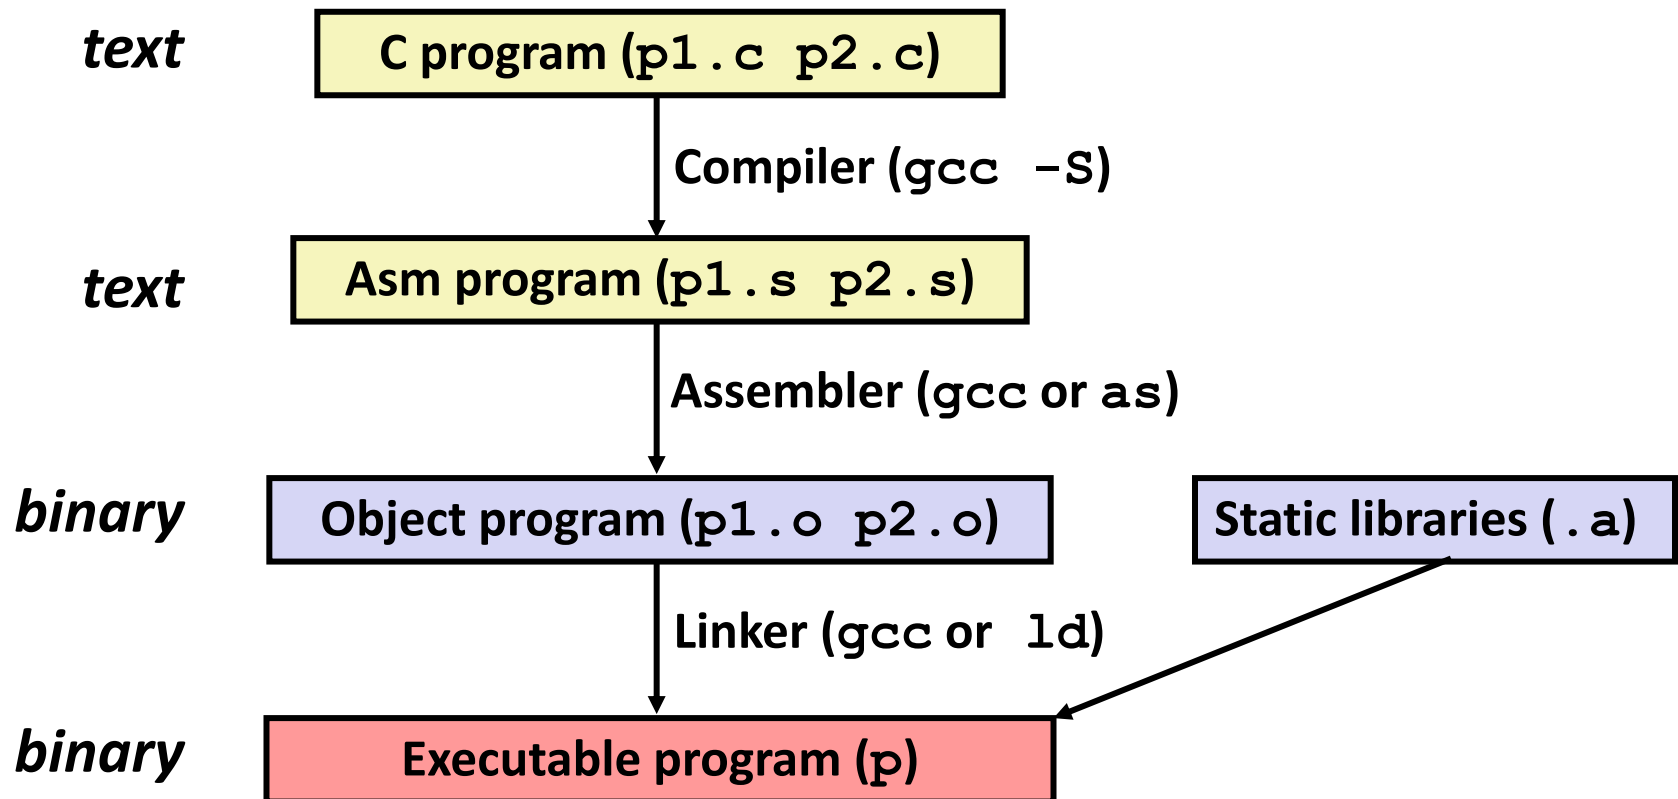 text
C program (p1.c p2.c)
Compiler (gcc -S)
text
Asm program (p1.s p2.s)
Assembler (gcc or as)
binary
Object program (p1.o p2.o)
Static libraries (.a)
Linker (gcc or ld)
binary
Executable program (p)